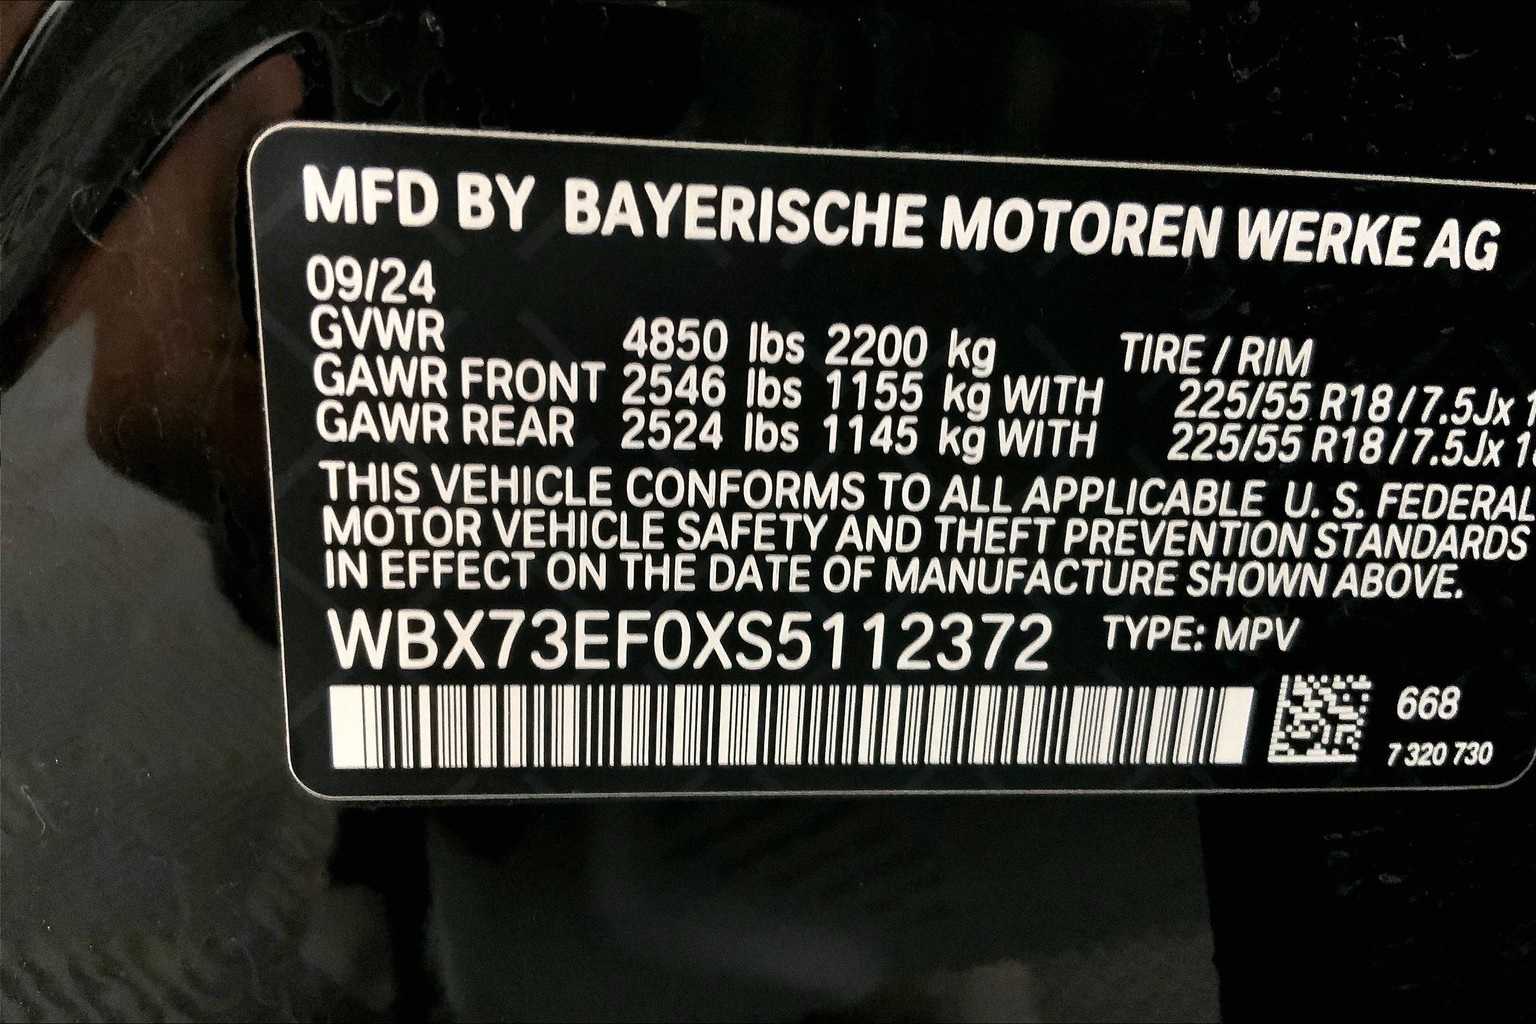 MFD BY BAYERISCHE MOTOREN WERKE AG
09/24
GVWR 4850 lbs 2200 kg TIRE / RIM
GAWR FRONT 2546 lbs 1155 kg WITH 225/55 R18 / 7.5Jx
GAWR REAR 2524 lbs 1145 kg WITH 225/55 R18 / 7.5Jx
THIS VEHICLE CONFORMS TO ALL APPLICABLE U. S. FEDERAL
MOTOR VEHICLE SAFETY AND THEFT PREVENTION STANDARDS
IN EFFECT ON THE DATE OF MANUFACTURE SHOWN ABOVE.
WBX73EF0XS5112372 TYPE: MPV
668
7 320 730